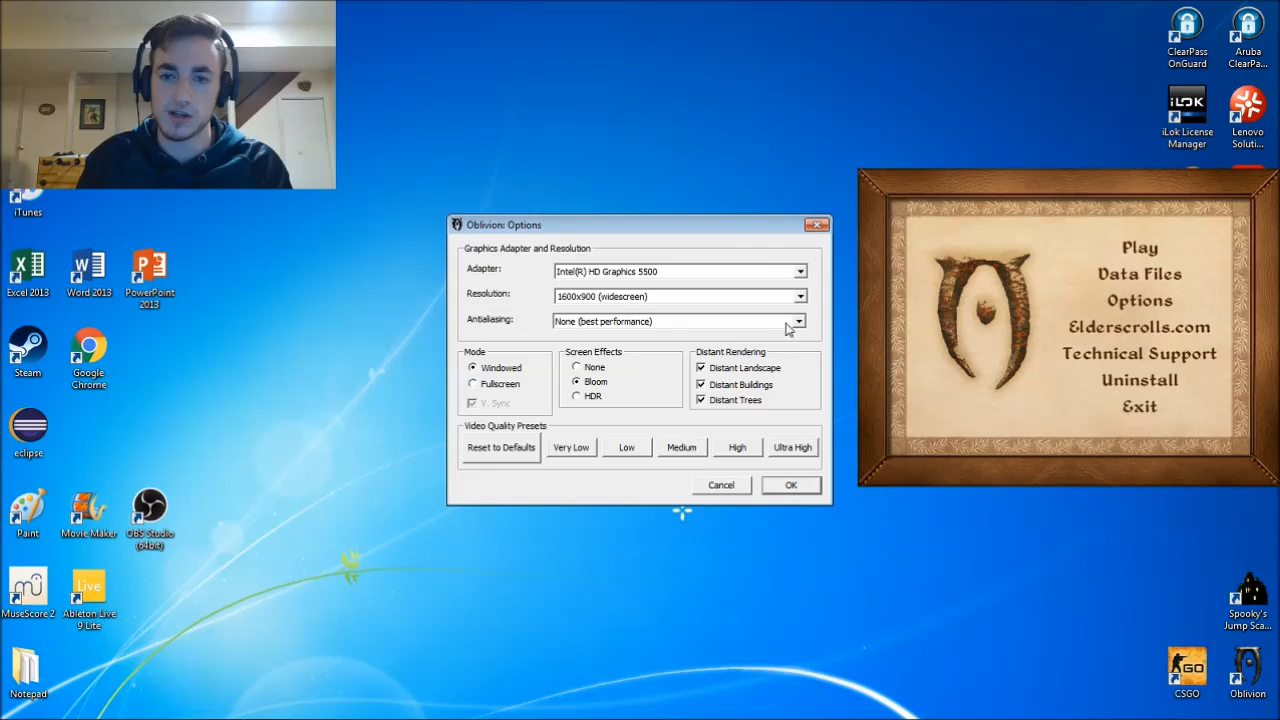 ClearPass
OnGuard
Aruba
ClearPa...
iLOK
iLok License
Manager
Lenovo
Soluti...
iTunes
Excel 2013
Word 2013
PowerPoint
2013
Steam
Google
Chrome
eclipse
Paint
Movie Maker
OBS Studio
(64bit)
MuseScore 2
Live
Ableton Live
9 Lite
Notepad
Oblivion: Options
Graphics Adapter and Resolution
Adapter:
Intel(R) HD Graphics 5500
Resolution:
1600x900 (widescreen)
Antialiasing:
None (best performance)
Mode
Windowed
Fullscreen
V. Sync
Screen Effects
None
Bloom
HDR
Distant Rendering
Distant Landscape
Distant Buildings
Distant Trees
Video Quality Presets
Reset to Defaults
Very Low
Low
Medium
High
Ultra High
Cancel
OK
Play
Data Files
Options
Elderscrolls.com
Technical Support
Uninstall
Exit
Spooky's
Jump Sca...
GO
CSGO
Oblivion